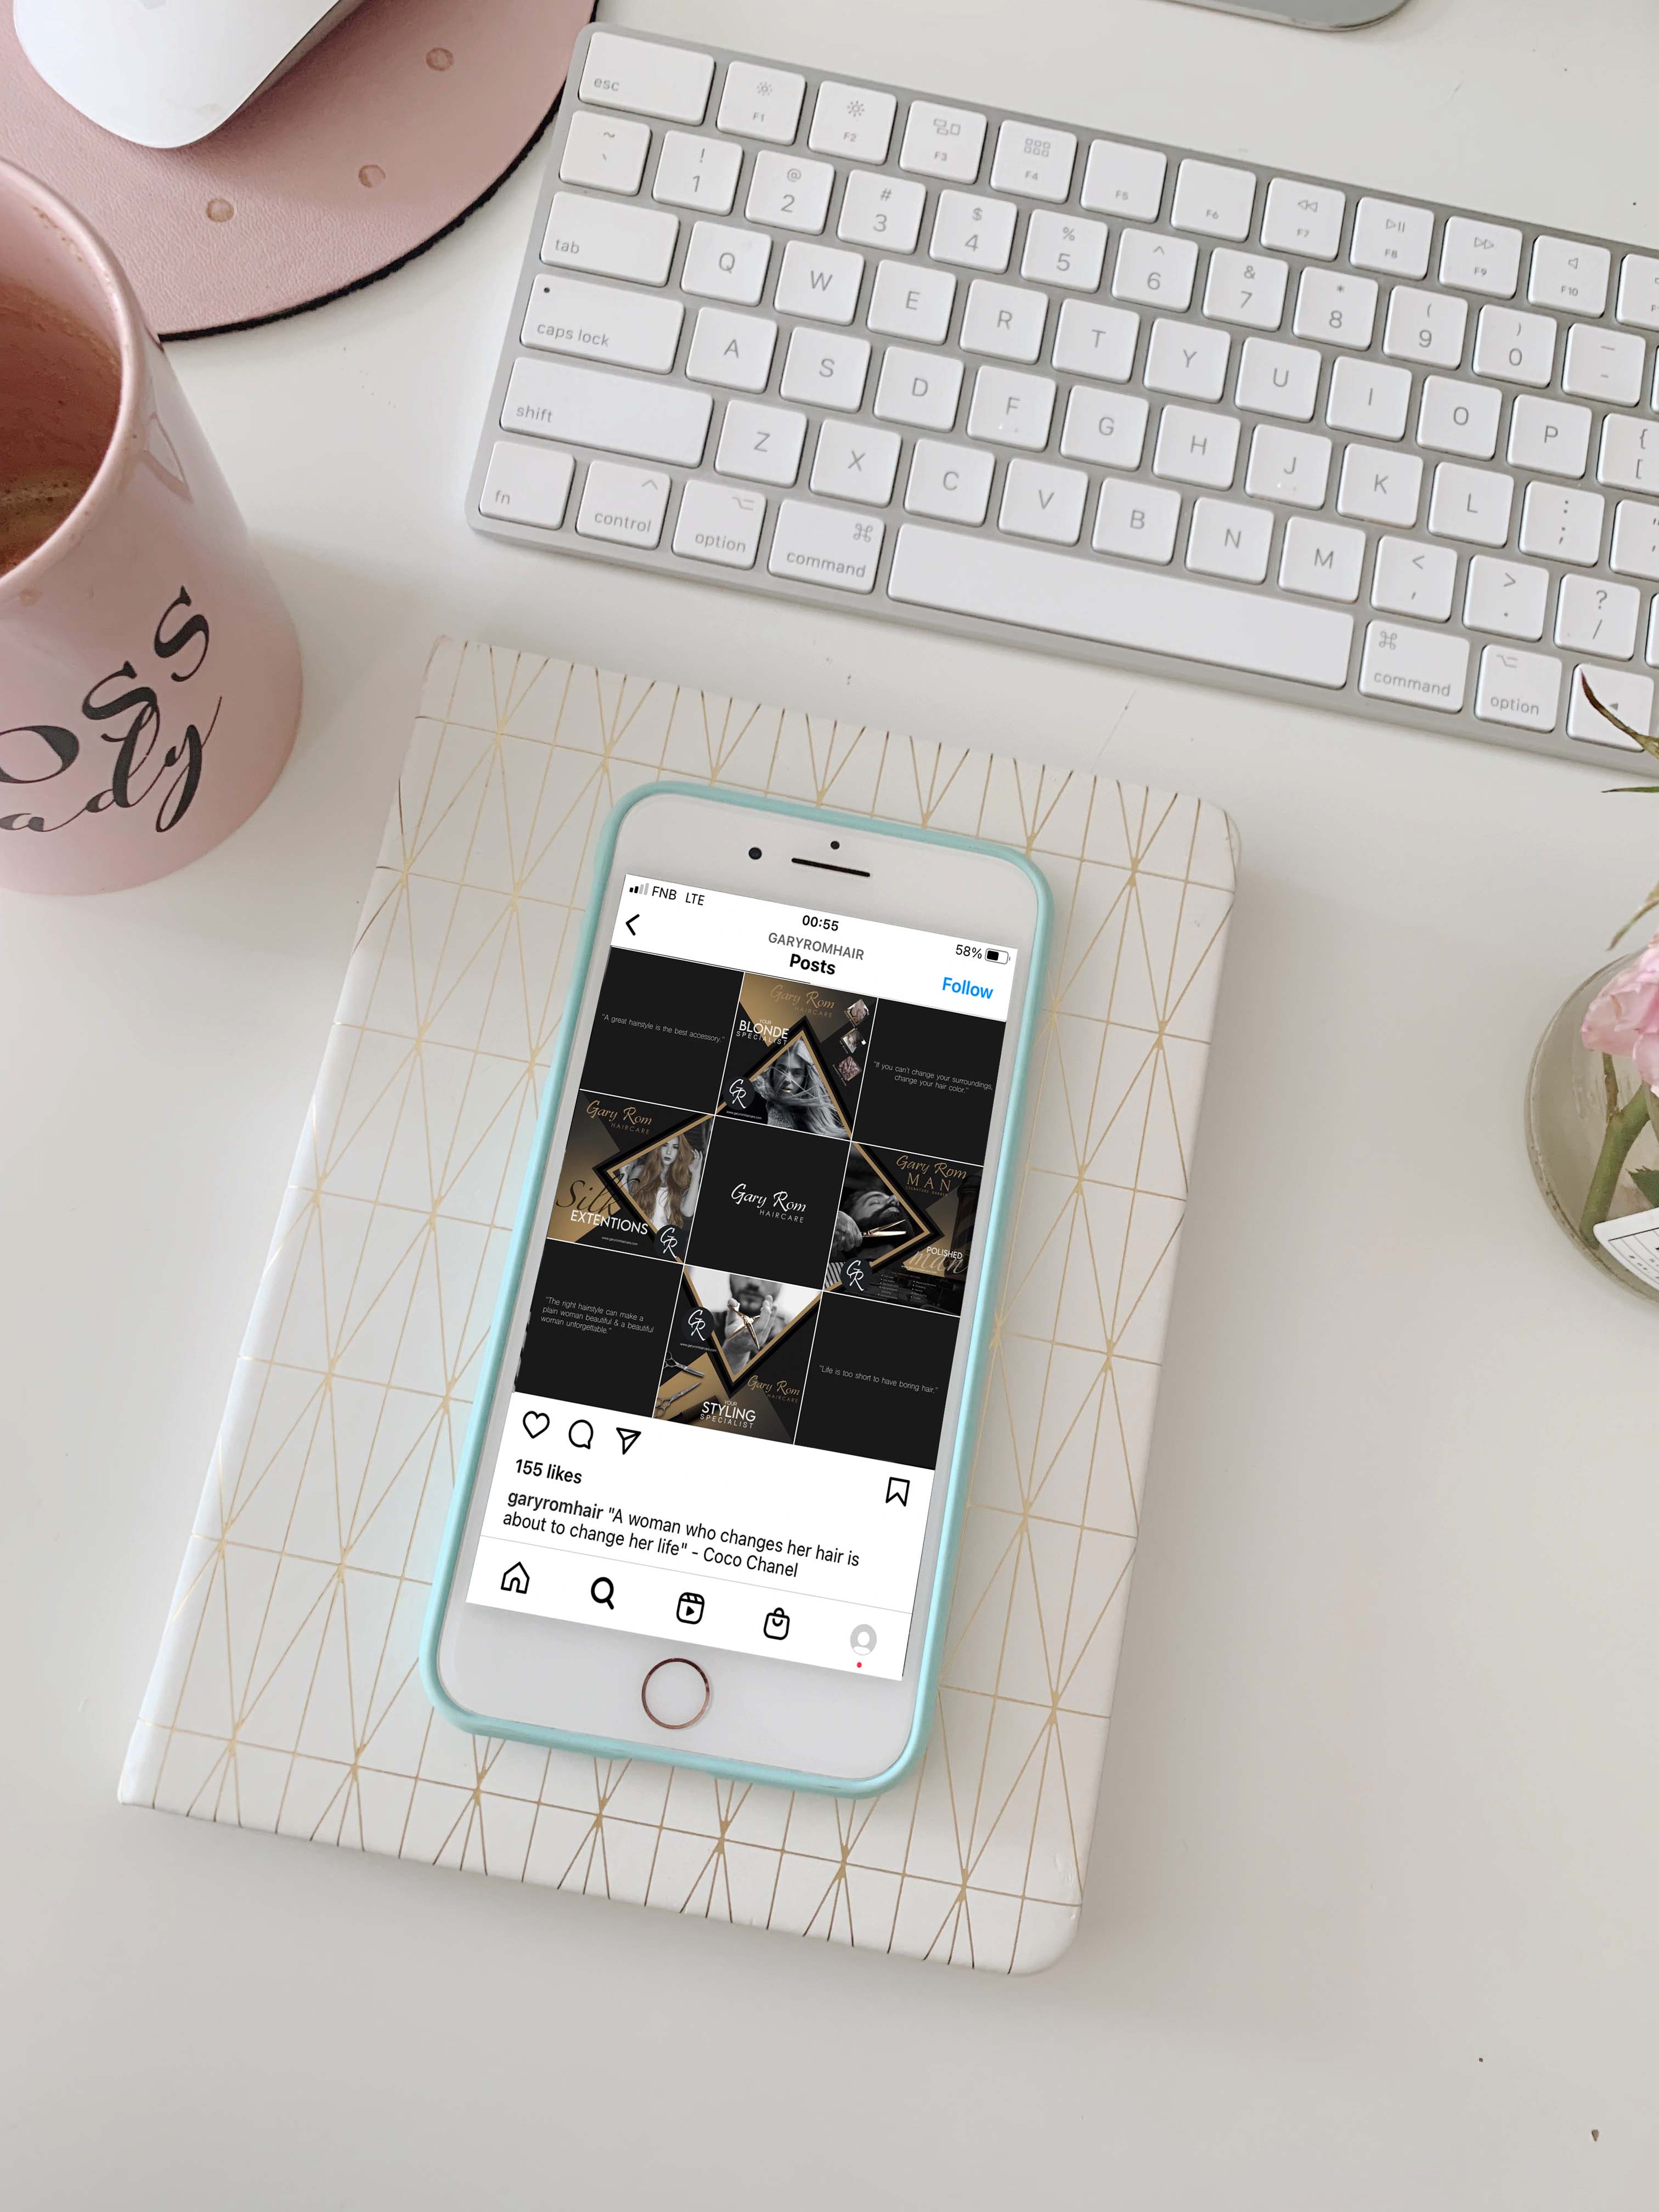 esc
F1
F2
F3
F4
F5
F6
F7
F8
F9
F10
~
`
! 1
@ 2
# 3
$ 4
% 5
^ 6
& 7
* 8
( 9
) 0
_ -
tab
Q W E R T Y U I O P { [
caps lock
A S D F G H J K L : ;
shift
Z X C V B N M < , > . ? /
fn
control
option
command
command
option
oss
ady
FNB LTE
00:55
58%
GARYROMHAIR
Posts
Follow
"A great hairstyle is the best accessory."
Gary Rom
HAIRCARE
YOUR
BLONDE
SPECIALIST
GR
"If you can't change your surroundings,
change your hair color."
Gary Rom
HAIRCARE
Silk
EXTENTIONS
GR
Gary Rom
HAIRCARE
Gary Rom
MAN
POLISHED
man
GR
"The right hairstyle can make a
plain woman beautiful & a beautiful
woman unforgettable."
GR
Gary Rom
HAIRCARE
YOUR
STYLING
SPECIALIST
"Life is too short to have boring hair."
155 likes
garyromhair "A woman who changes her hair is
about to change her life" - Coco Chanel